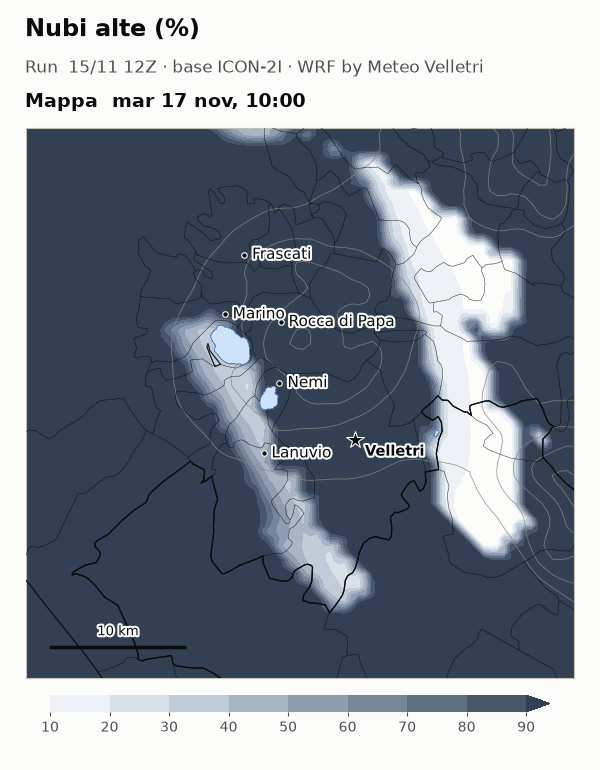 Nubi alte (%)
Run  15/11 12Z · base ICON-2I · WRF by Meteo Velletri
Mappa  mar 17 nov, 10:00
Frascati
Marino
Rocca di Papa
Nemi
Velletri
Lanuvio
10 km
10 20 30 40 50 60 70 80 90